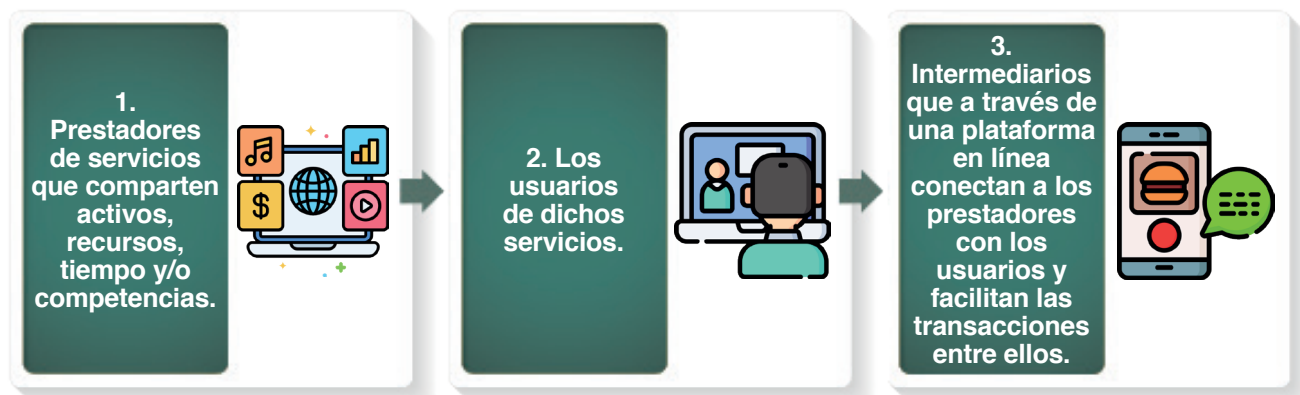 1.
Prestadores
de servicios
que comparten
activos,
recursos,
tiempo y/o
competencias.
$
2. Los
usuarios
de dichos
servicios.
3.
Intermediarios
que a través de
una plataforma
en línea
conectan a los
prestadores
con los
usuarios y
facilitan las
transacciones
entre ellos.